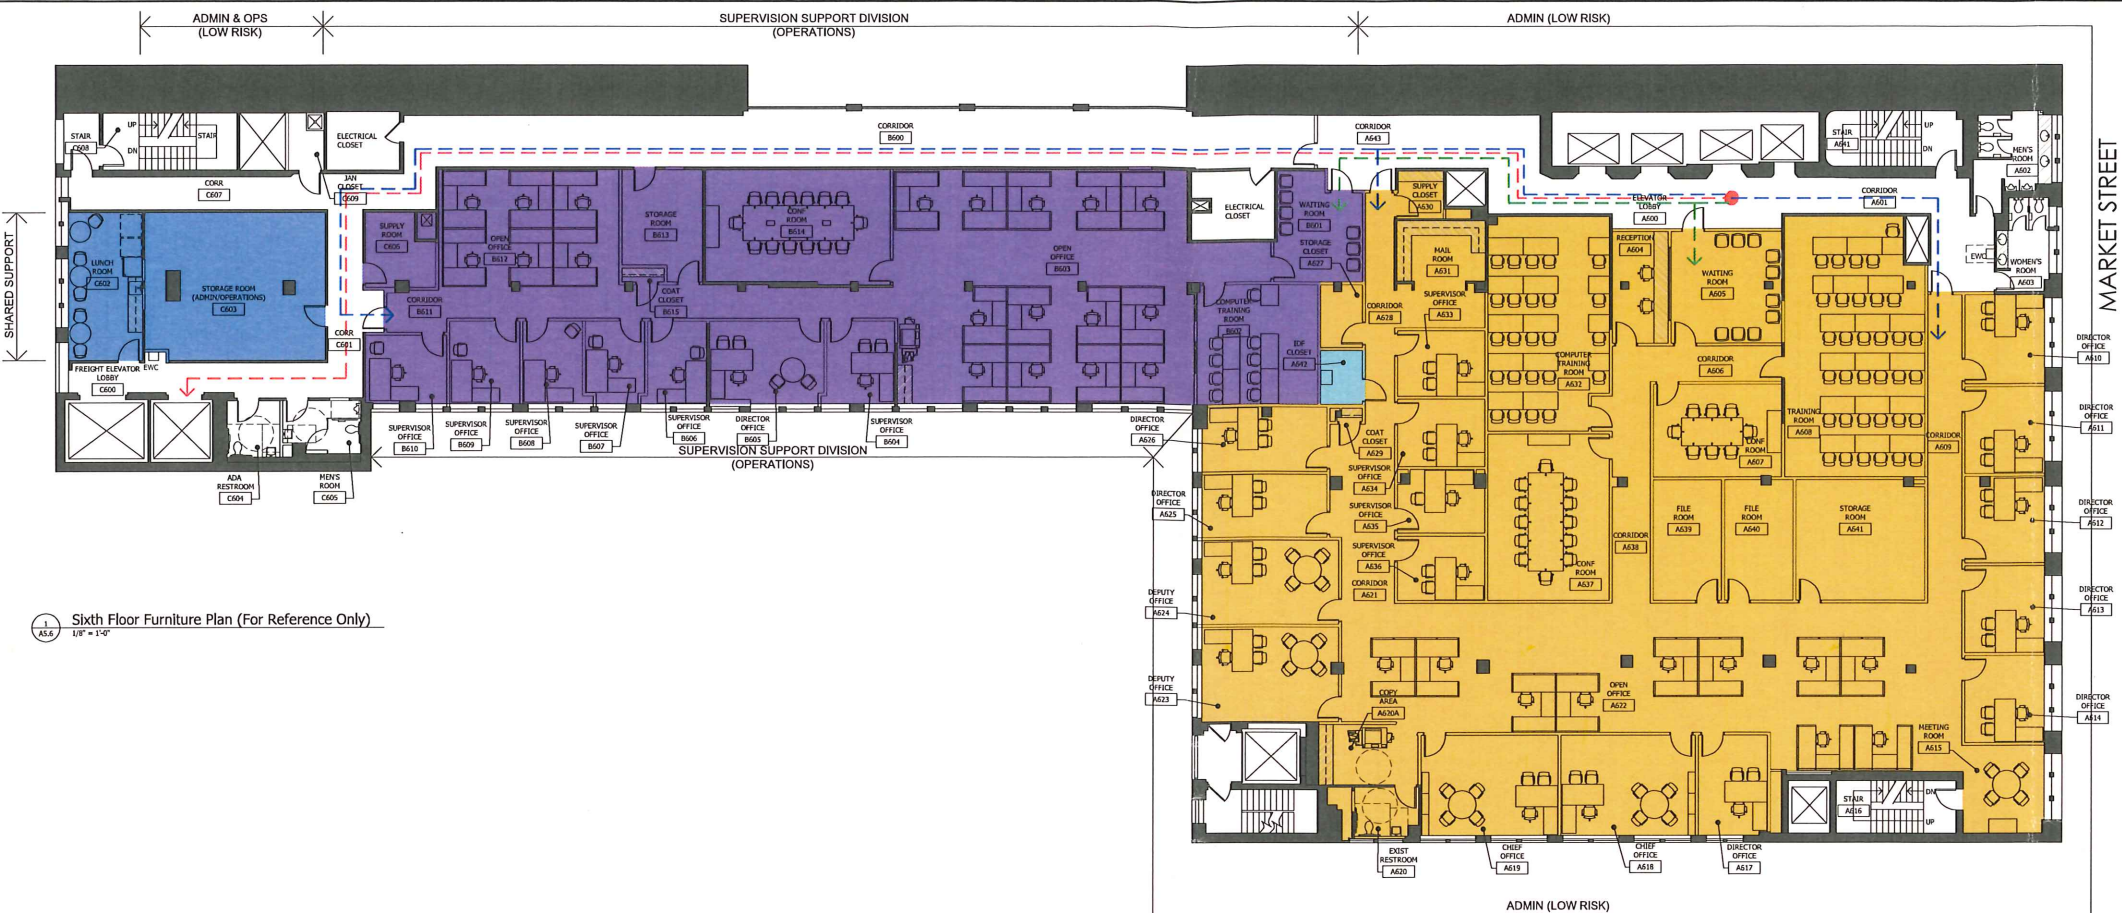 ADMIN & OPS
(LOW RISK)
SUPERVISION SUPPORT DIVISION
(OPERATIONS)
ADMIN (LOW RISK)
MARKET STREET
SHARED SUPPORT
STAIR
C608
UP
DN
STAIR
ELECTRICAL
CLOSET
CORRIDOR
B600
CORRIDOR
A643
STAIR
A641
UP
DN
MEN'S
ROOM
A602
CORR
C607
JAN
CLOSET
C609
SUPPLY
ROOM
C606
OPEN
OFFICE
B612
STORAGE
ROOM
B613
CONF
ROOM
B614
OPEN
OFFICE
B603
ELECTRICAL
CLOSET
WAITING
ROOM
B601
STORAGE
CLOSET
A627
SUPPLY
CLOSET
A630
MAIL
ROOM
A631
ELEVATOR
LOBBY
A600
CORRIDOR
A601
RECEPTION
A604
WAITING
ROOM
A605
EWC
WOMEN'S
ROOM
A603
LUNCH
ROOM
C602
STORAGE ROOM
(ADMIN/OPERATIONS)
C603
CORR
C601
CORRIDOR
B611
COAT
CLOSET
B615
COMPUTER
TRAINING
ROOM
B602
IDF
CLOSET
A642
CORRIDOR
A628
SUPERVISOR
OFFICE
A633
COMPUTER
TRAINING
ROOM
A632
CORRIDOR
A606
TRAINING
ROOM
A608
CONF
ROOM
A607
CORRIDOR
A609
DIRECTOR
OFFICE
A610
DIRECTOR
OFFICE
A611
FREIGHT ELEVATOR
LOBBY
C600
EWC
ADA
RESTROOM
C604
MEN'S
ROOM
C605
SUPERVISOR
OFFICE
B610
SUPERVISOR
OFFICE
B609
SUPERVISOR
OFFICE
B608
SUPERVISOR
OFFICE
B607
SUPERVISOR
OFFICE
B606
DIRECTOR
OFFICE
B605
SUPERVISOR
OFFICE
B604
SUPERVISION SUPPORT DIVISION
(OPERATIONS)
DIRECTOR
OFFICE
A626
COAT
CLOSET
A629
SUPERVISOR
OFFICE
A634
DIRECTOR
OFFICE
A625
SUPERVISOR
OFFICE
A635
SUPERVISOR
OFFICE
A636
CORRIDOR
A621
CONF
ROOM
A637
CORRIDOR
A638
FILE
ROOM
A639
FILE
ROOM
A640
STORAGE
ROOM
A641
DIRECTOR
OFFICE
A612
DIRECTOR
OFFICE
A613
DEPUTY
OFFICE
A624
DEPUTY
OFFICE
A623
COPY
AREA
A620A
OPEN
OFFICE
A622
MEETING
ROOM
A615
DIRECTOR
OFFICE
A614
STAIR
A616
DN
UP
EXIST
RESTROOM
A620
CHIEF
OFFICE
A619
CHIEF
OFFICE
A618
DIRECTOR
OFFICE
A617
ADMIN (LOW RISK)
1
A5.6
Sixth Floor Furniture Plan (For Reference Only)
1/8" = 1'-0"